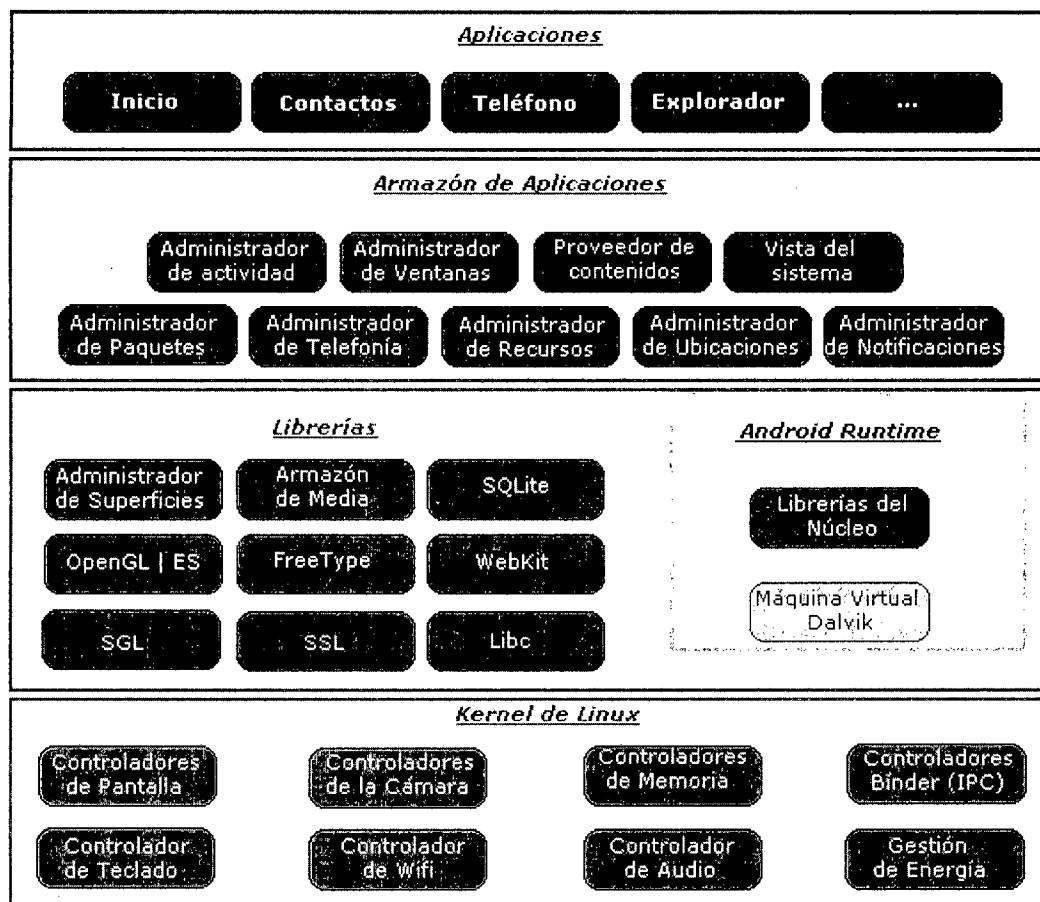 Aplicaciones
Inicio
Contactos
Teléfono
Explorador
...
Armazón de Aplicaciones
Administrador
de actividad
Administrador
de Ventanas
Proveedor de
contenidos
Vista del
sistema
Administrador
de Paquetes
Administrador
de Telefonía
Administrador
de Recursos
Administrador
de Ubicaciones
Administrador
de Notificaciones
Librerías
Administrador
de Superficies
Armazón
de Media
SQLite
OpenGL | ES
FreeType
WebKit
SGL
SSL
Libc
Android Runtime
Librerías del
Núcleo
Máquina Virtual
Dalvik
Kernel de Linux
Controladores
de Pantalla
Controladores
de la Cámara
Controladores
de Memoria
Controladores
Bínder (IPC)
Controlador
de Teclado
Controlador
de Wifi
Controlador
de Audio
Gestión
de Energía